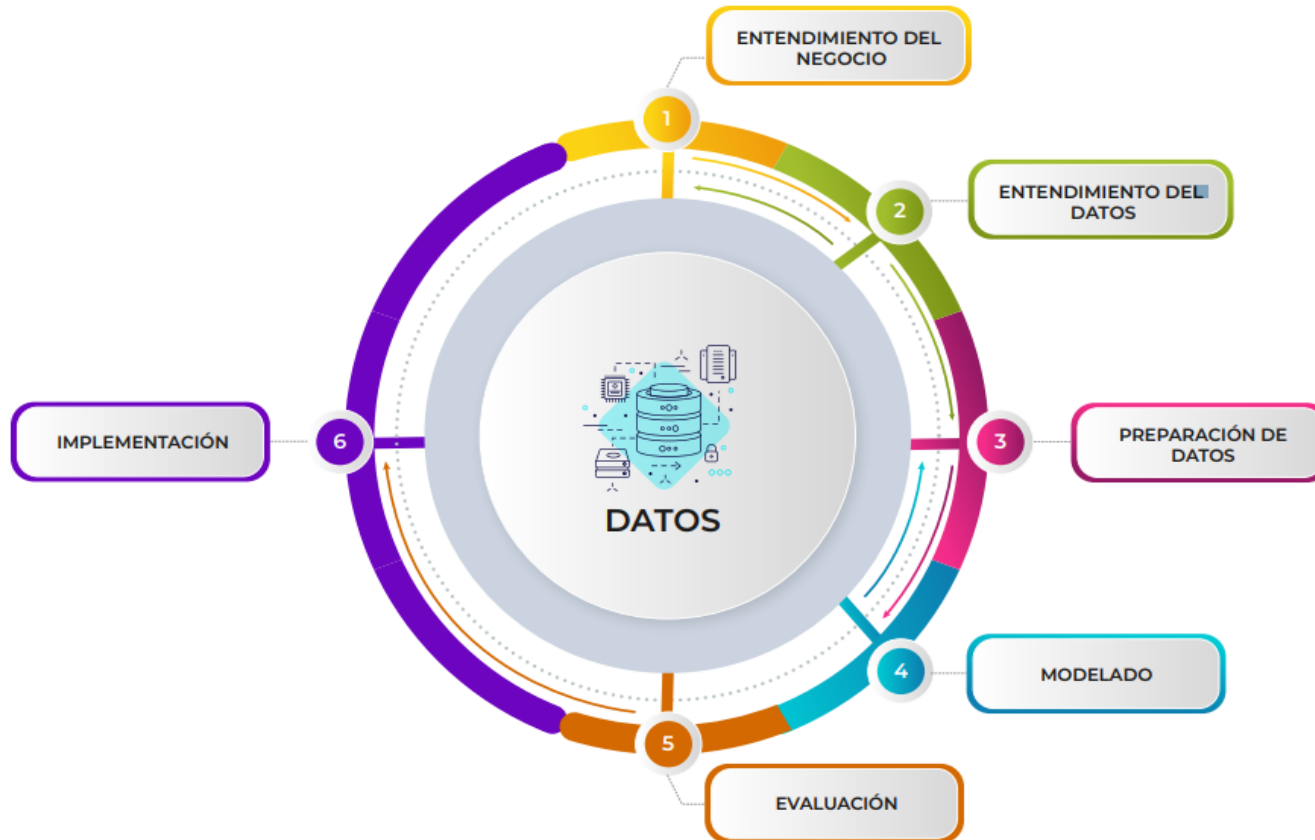 1
ENTENDIMIENTO DEL
NEGOCIO
2
ENTENDIMIENTO DEL
DATOS
3
PREPARACIÓN DE
DATOS
4
MODELADO
5
EVALUACIÓN
6
IMPLEMENTACIÓN
DATOS